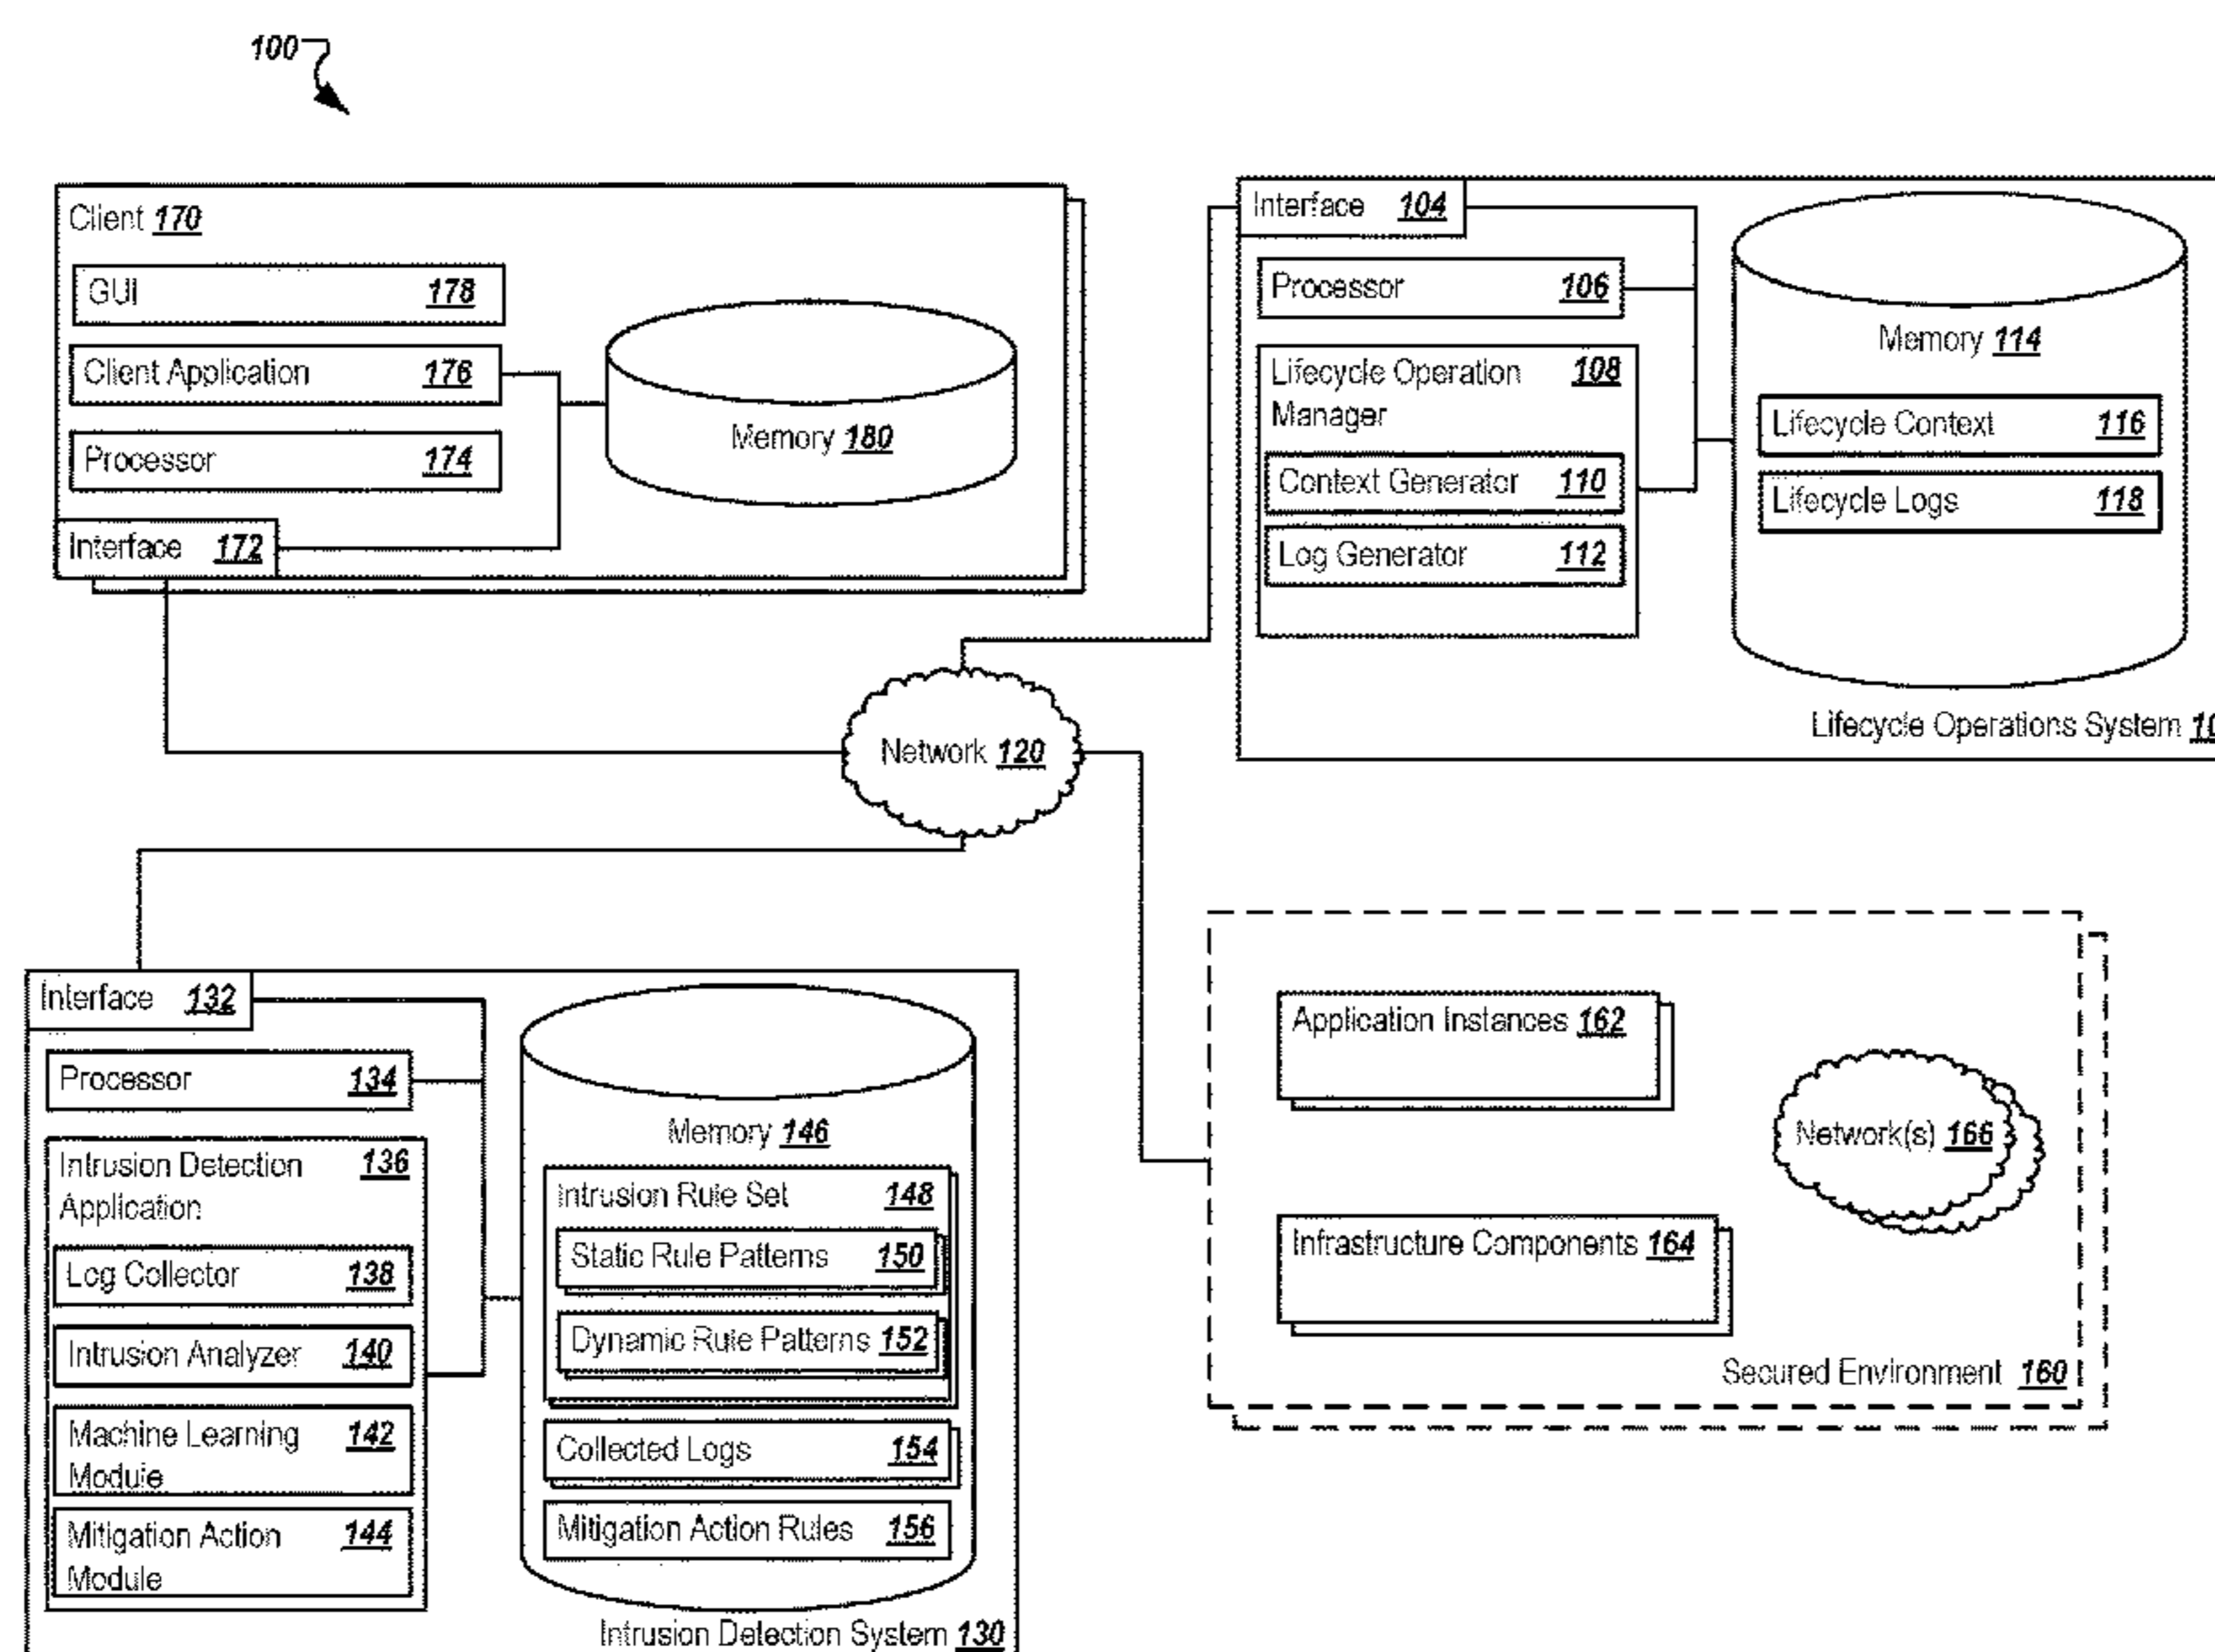 100
Client 170
GUI 178
Client Application 176
Processor 174
Interface 172
Memory 180
Interface 104
Processor 106
Lifecycle Operation 108
Manager
Context Generator 110
Log Generator 112
Memory 114
Lifecycle Context 116
Lifecycle Logs 118
Lifecycle Operations System
Network 120
Interface 132
Processor 134
Intrusion Detection 136
Application
Log Collector 138
Intrusion Analyzer 140
Machine Learning 142
Module
Mitigation Action 144
Module
Memory 146
Intrusion Rule Set 148
Static Rule Patterns 150
Dynamic Rule Patterns 152
Collected Logs 154
Mitigation Action Rules 156
Intrusion Detection System 130
Application Instances 162
Network(s) 166
Infrastructure Components 164
Secured Environment 160